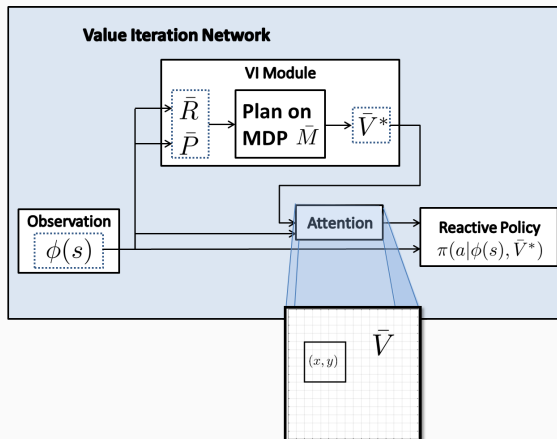 Value Iteration Network
VI Module
R̄
P̄
Plan on
MDP M̄
V̄*
Observation
ϕ(s)
Attention
Reactive Policy
π(a|ϕ(s), V̄*)
V̄
(x, y)